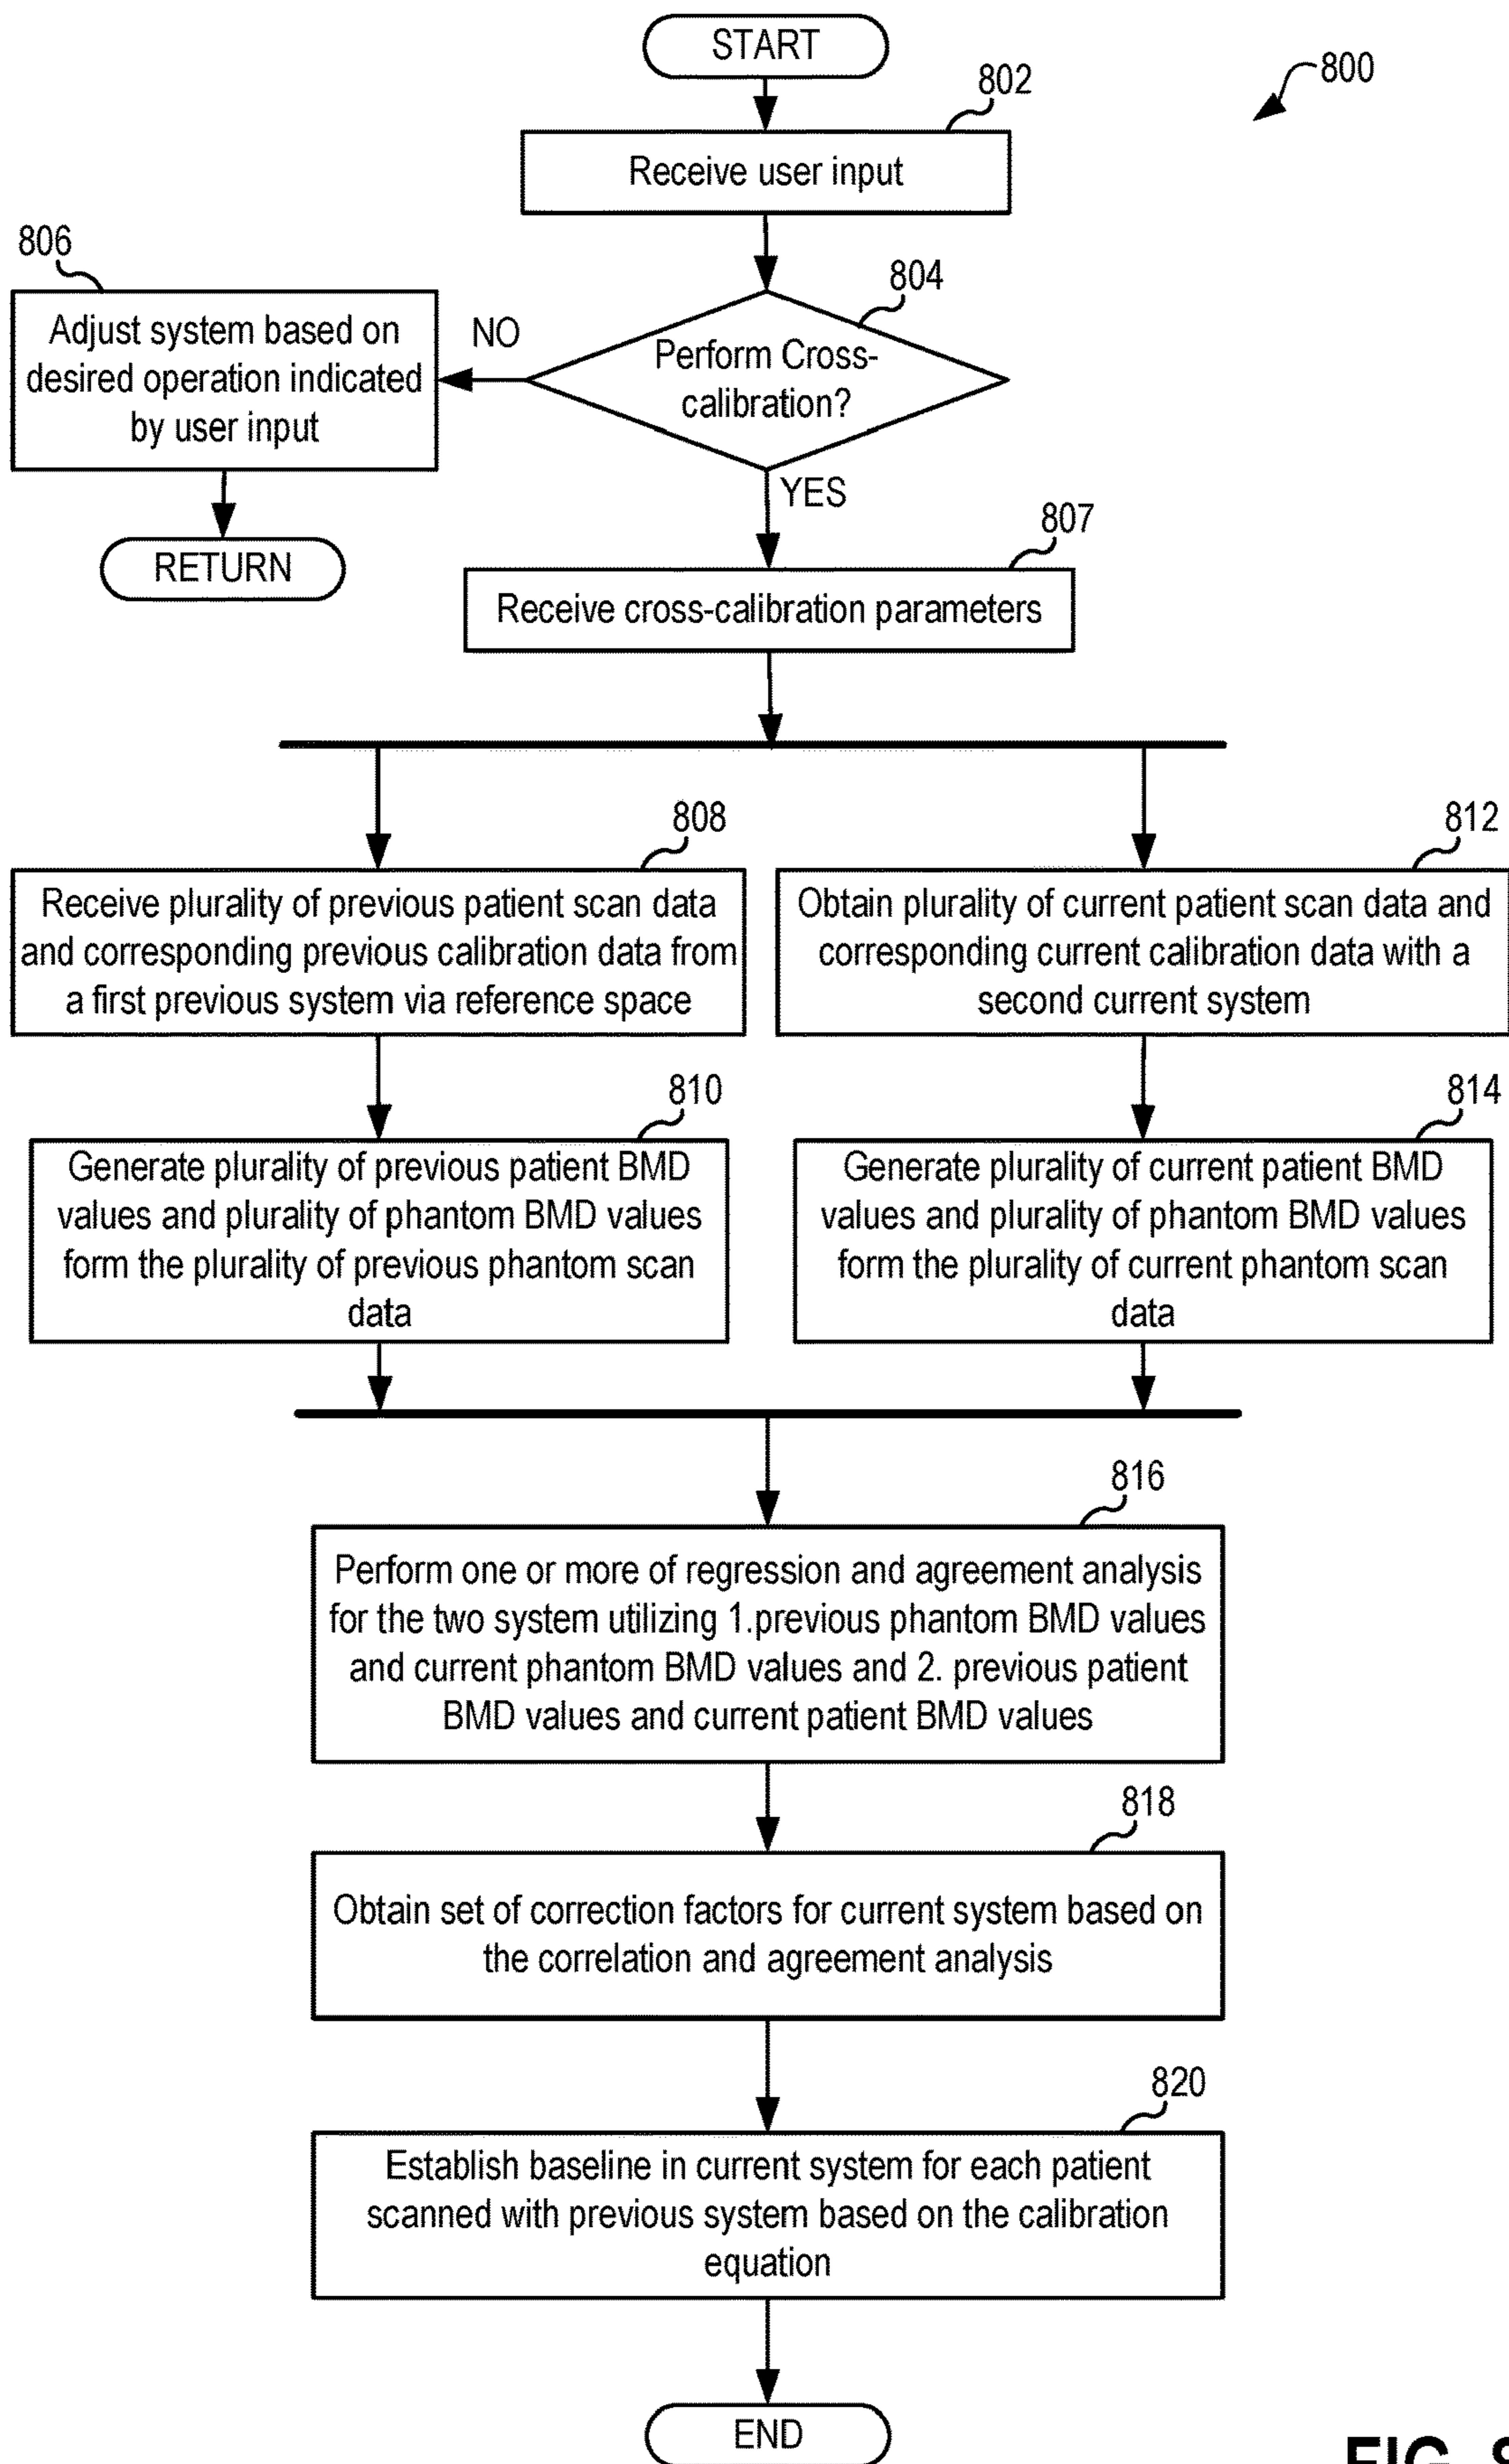 START
800
802
Receive user input
806
804
Adjust system based on
desired operation indicated
by user input
NO
Perform Cross-
calibration?
YES
RETURN
807
Receive cross-calibration parameters
808
812
Receive plurality of previous patient scan data
and corresponding previous calibration data from
a first previous system via reference space
Obtain plurality of current patient scan data and
corresponding current calibration data with a
second current system
810
814
Generate plurality of previous patient BMD
values and plurality of phantom BMD values
form the plurality of previous phantom scan
data
Generate plurality of current patient BMD
values and plurality of phantom BMD values
form the plurality of current phantom scan
data
816
Perform one or more of regression and agreement analysis
for the two system utilizing 1.previous phantom BMD values
and current phantom BMD values and 2. previous patient
BMD values and current patient BMD values
818
Obtain set of correction factors for current system based on
the correlation and agreement analysis
820
Establish baseline in current system for each patient
scanned with previous system based on the calibration
equation
END
FIG. 8